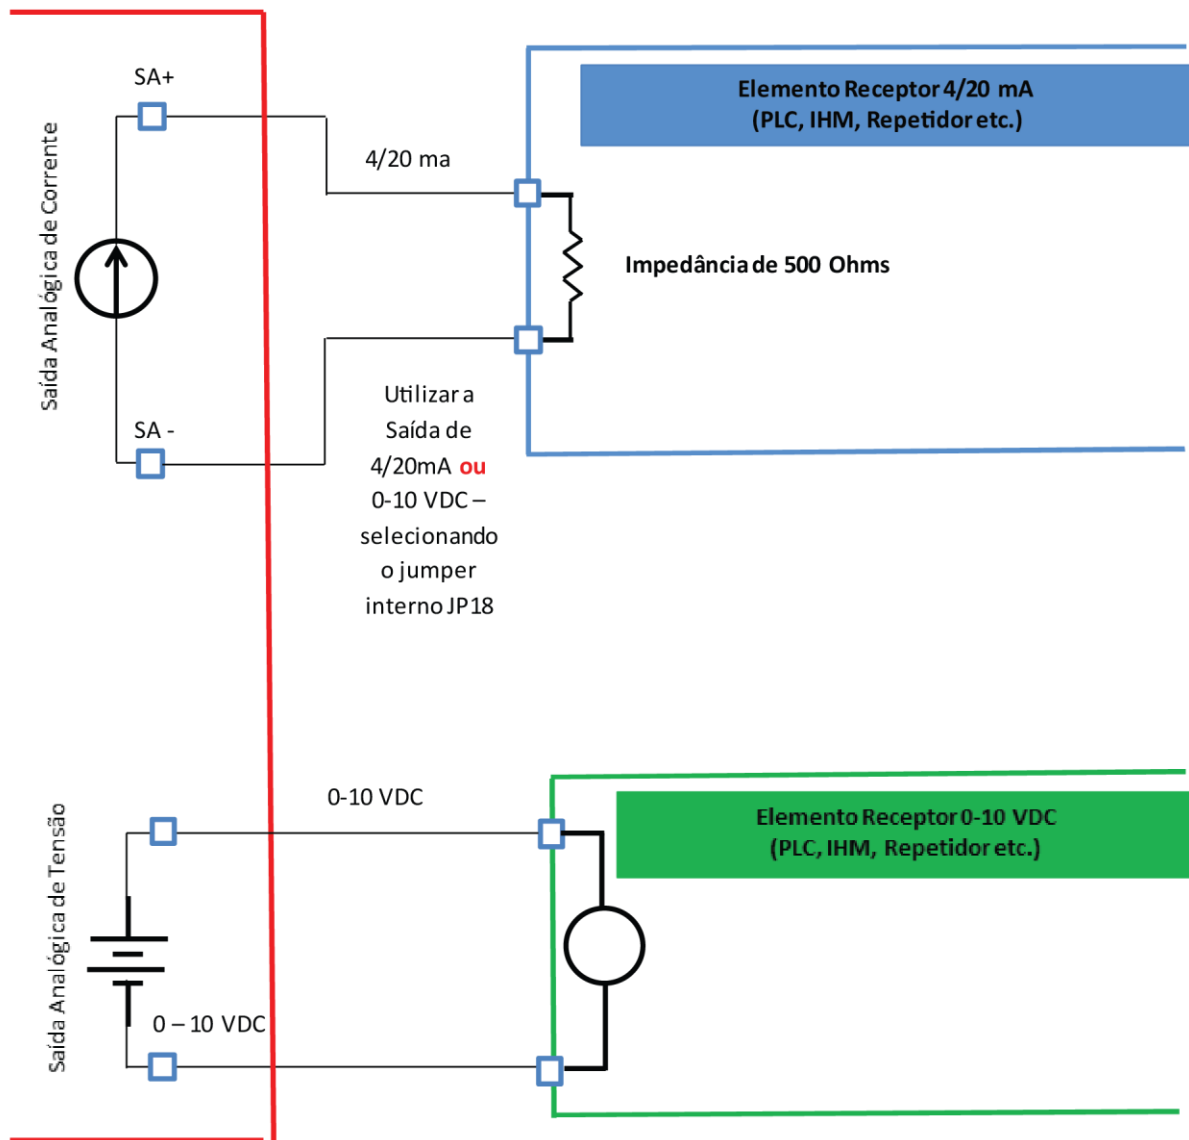 SA+
Elemento Receptor 4/20 mA
(PLC, IHM, Repetidor etc.)
4/20 ma
Saída Analógica de Corrente
Impedância de 500 Ohms
SA -
Utilizar a
Saída de
4/20mA ou
0-10 VDC –
selecionando
o jumper
interno JP18
0-10 VDC
Elemento Receptor 0-10 VDC
(PLC, IHM, Repetidor etc.)
Saída Analógica de Tensão
0 – 10 VDC